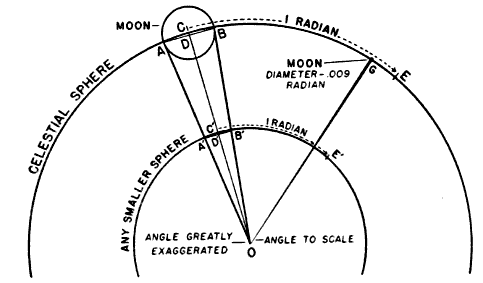 MOON-
C
1 RADIAN
A
D
B
MOON
DIAMETER-.009
RADIAN
G
E
CELESTIAL SPHERE
C'
1 RADIAN
A'
D'
B'
E'
ANY SMALLER SPHERE
ANGLE GREATLY
EXAGGERATED
ANGLE TO SCALE
O